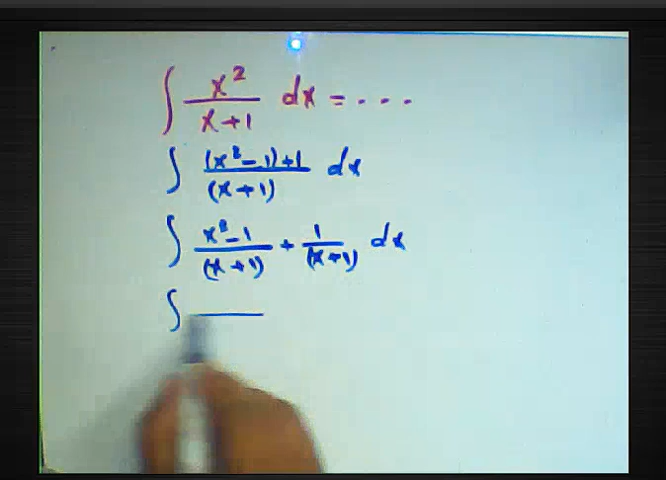 ∫ x²/(x+1) dx = ...
∫ ((x²-1)+1)/(x+1) dx
∫ (x²-1)/(x+1) + 1/(x+1) dx
∫